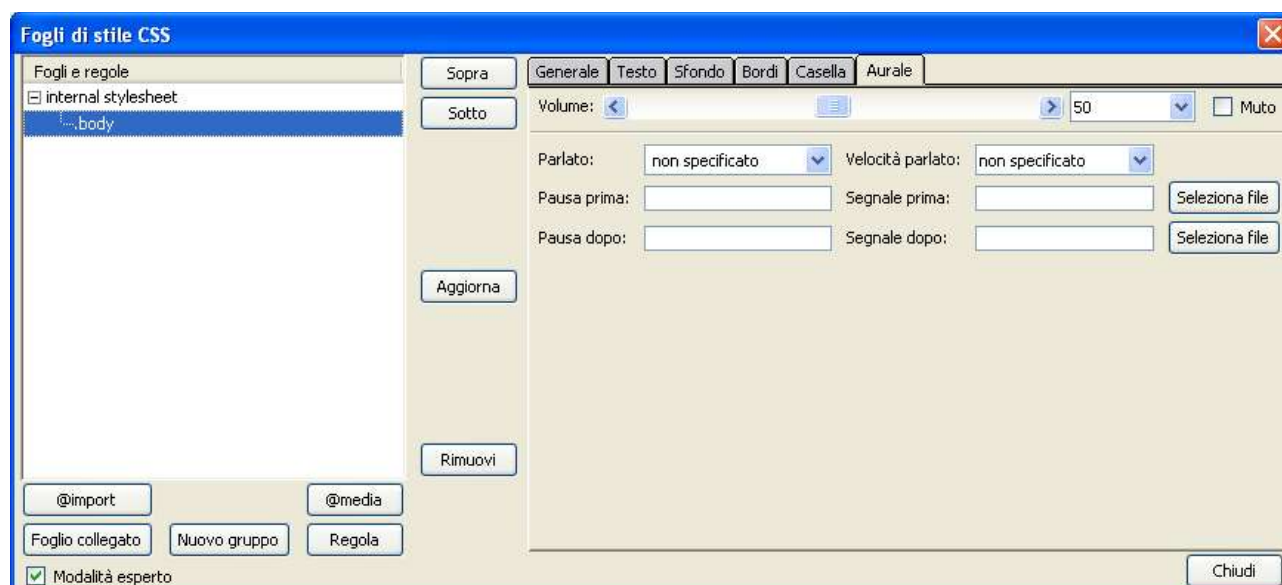 Fogli di stile CSS
Fogli e regole
internal stylesheet
.body
Sopra
Sotto
Aggiorna
Rimuovi
@import
@media
Foglio collegato
Nuovo gruppo
Regola
Modalità esperto
Generale Testo Sfondo Bordi Casella Aurale
Volume: 50 Muto
Parlato: non specificato Velocità parlato: non specificato
Pausa prima: Segnale prima: Seleziona file
Pausa dopo: Segnale dopo: Seleziona file
Chiudi